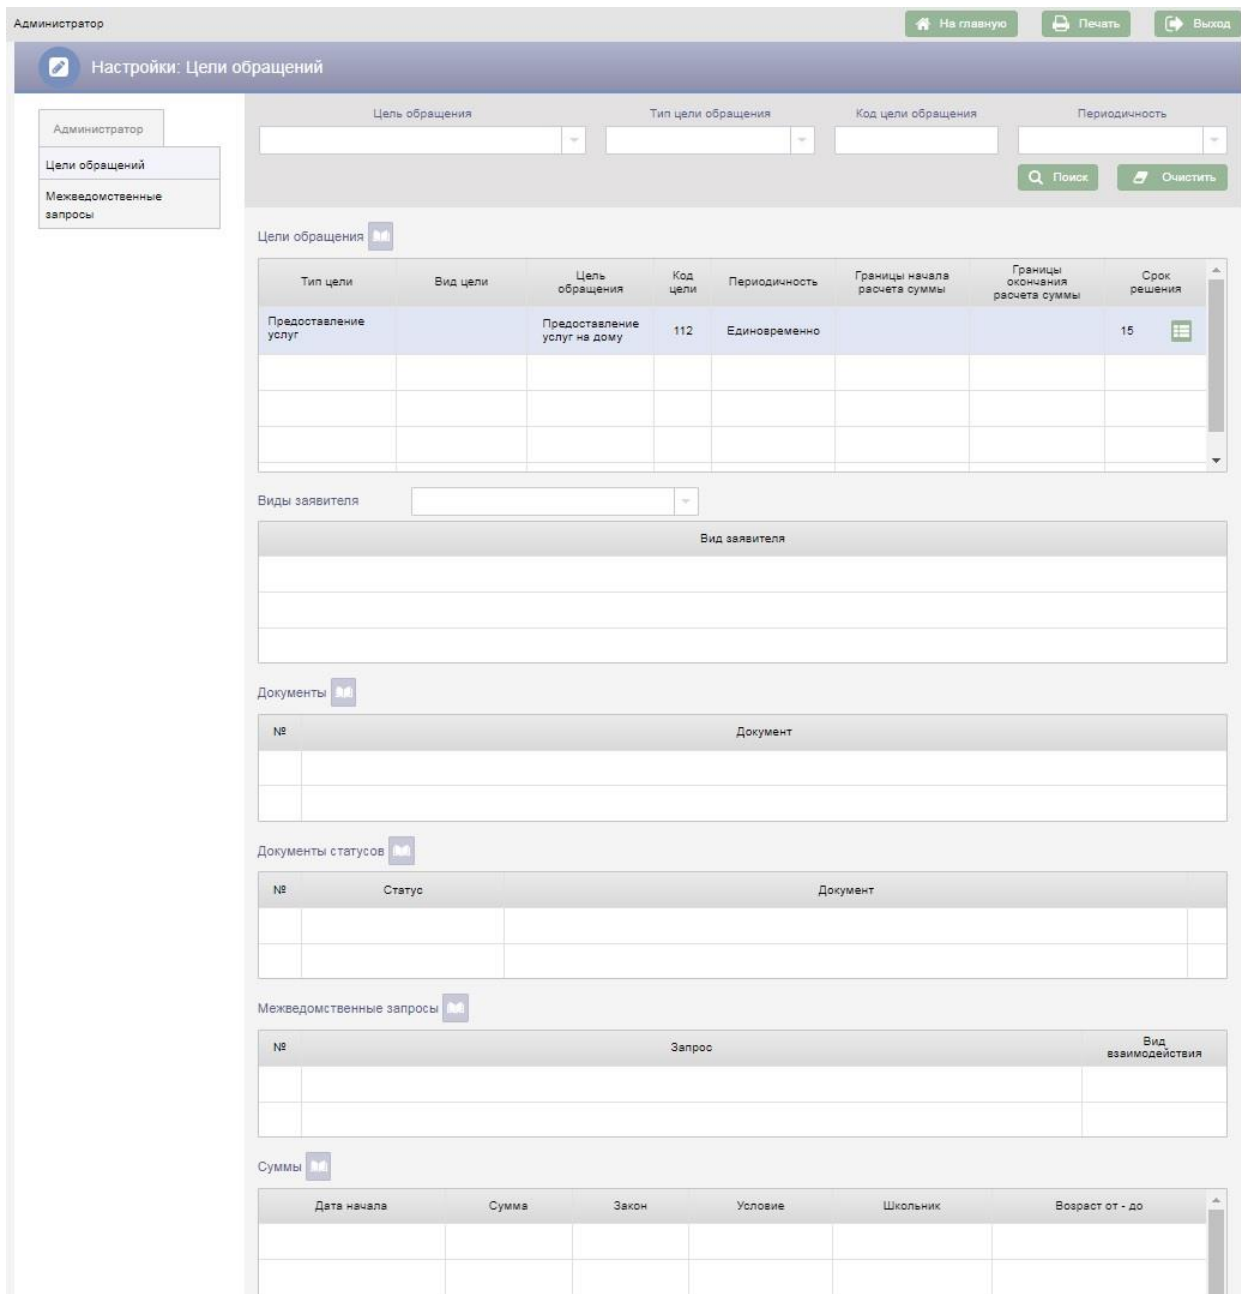 Администратор
На главную
Печать
Выход
Настройки: Цели обращений
Администратор
Цели обращений
Межведомственные
запросы
Цель обращения
Тип цели обращения
Код цели обращения
Периодичность
Поиск
Очистить
Цели обращения
Тип цели
Вид цели
Цель
обращения
Код
цели
Периодичность
Границы начала
расчета суммы
Границы
окончания
расчета суммы
Срок
решения
Предоставление
услуг
Предоставление
услуг на дому
112
Единовременно
15
Виды заявителя
Вид заявителя
Документы
№
Документ
Документы статусов
№
Статус
Документ
Межведомственные запросы
№
Запрос
Вид
взаимодействия
Суммы
Дата начала
Сумма
Закон
Условие
Школьник
Возраст от - до